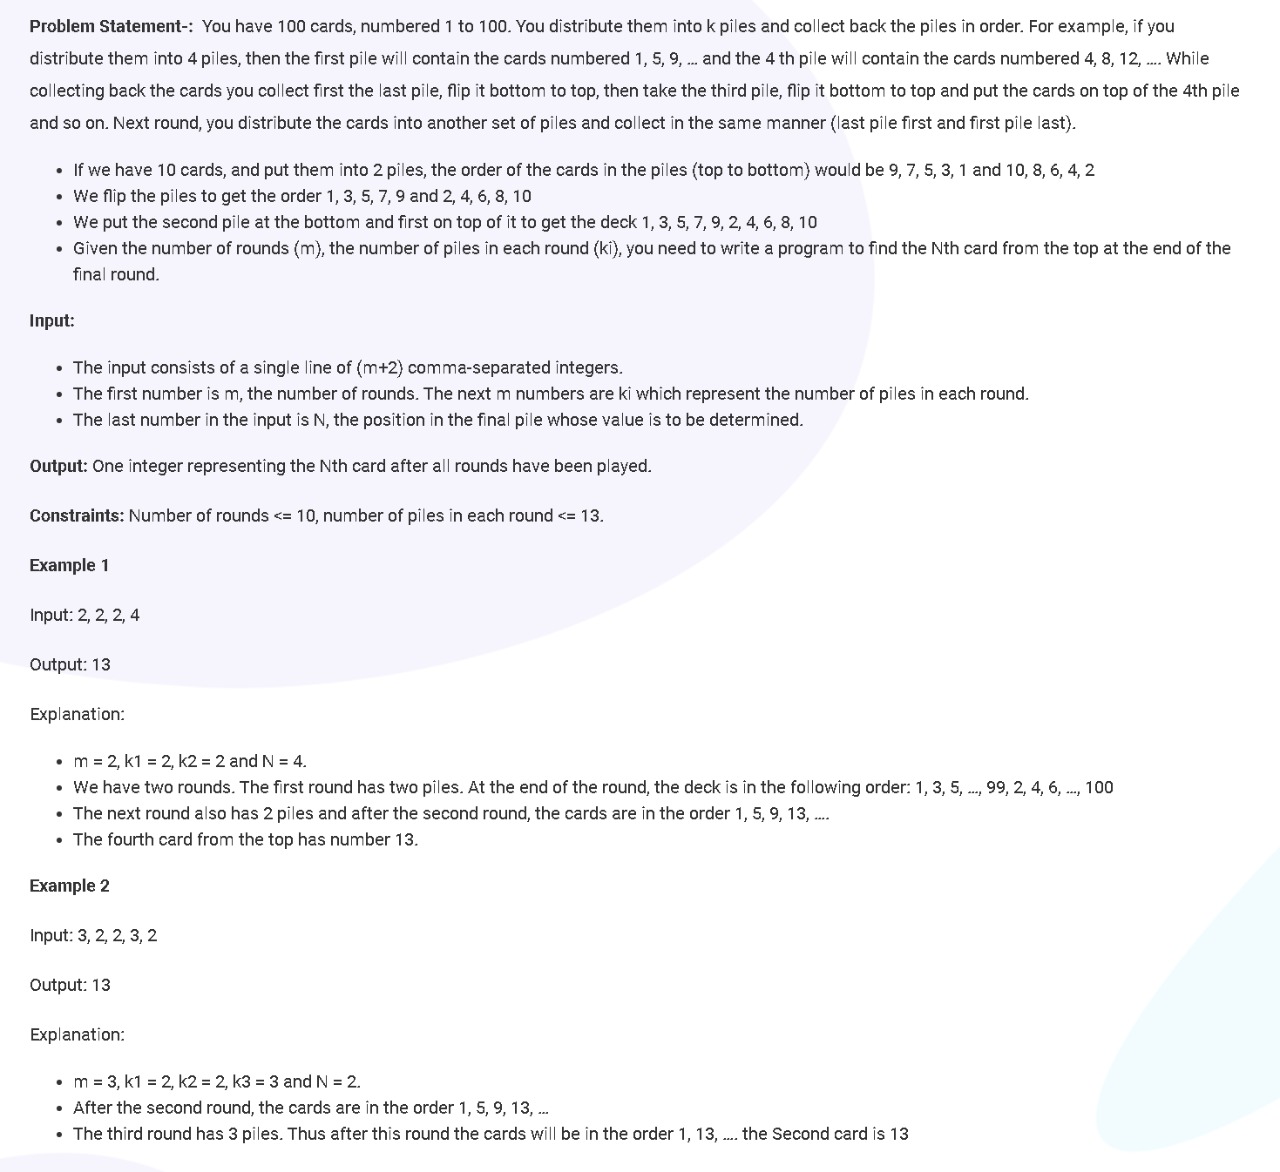 Problem Statement-: You have 100 cards, numbered 1 to 100. You distribute them into k piles and collect back the piles in order. For example, if you
distribute them into 4 piles, then the first pile will contain the cards numbered 1, 5, 9, ... and the 4 th pile will contain the cards numbered 4, 8, 12, .... While
collecting back the cards you collect first the last pile, flip it bottom to top, then take the third pile, flip it bottom to top and put the cards on top of the 4th pile
and so on. Next round, you distribute the cards into another set of piles and collect in the same manner (last pile first and first pile last).
• If we have 10 cards, and put them into 2 piles, the order of the cards in the piles (top to bottom) would be 9, 7, 5, 3, 1 and 10, 8, 6, 4, 2
• We flip the piles to get the order 1, 3, 5, 7, 9 and 2, 4, 6, 8, 10
• We put the second pile at the bottom and first on top of it to get the deck 1, 3, 5, 7, 9, 2, 4, 6, 8, 10
• Given the number of rounds (m), the number of piles in each round (ki), you need to write a program to find the Nth card from the top at the end of the
final round.
Input:
• The input consists of a single line of (m+2) comma-separated integers.
• The first number is m, the number of rounds. The next m numbers are ki which represent the number of piles in each round.
• The last number in the input is N, the position in the final pile whose value is to be determined.
Output: One integer representing the Nth card after all rounds have been played.
Constraints: Number of rounds <= 10, number of piles in each round <= 13.
Example 1
Input: 2, 2, 2, 4
Output: 13
Explanation:
• m = 2, k1 = 2, k2 = 2 and N = 4.
• We have two rounds. The first round has two piles. At the end of the round, the deck is in the following order: 1, 3, 5, ..., 99, 2, 4, 6, ..., 100
• The next round also has 2 piles and after the second round, the cards are in the order 1, 5, 9, 13, ....
• The fourth card from the top has number 13.
Example 2
Input: 3, 2, 2, 3, 2
Output: 13
Explanation:
• m = 3, k1 = 2, k2 = 2, k3 = 3 and N = 2.
• After the second round, the cards are in the order 1, 5, 9, 13, ...
• The third round has 3 piles. Thus after this round the cards will be in the order 1, 13, .... the Second card is 13